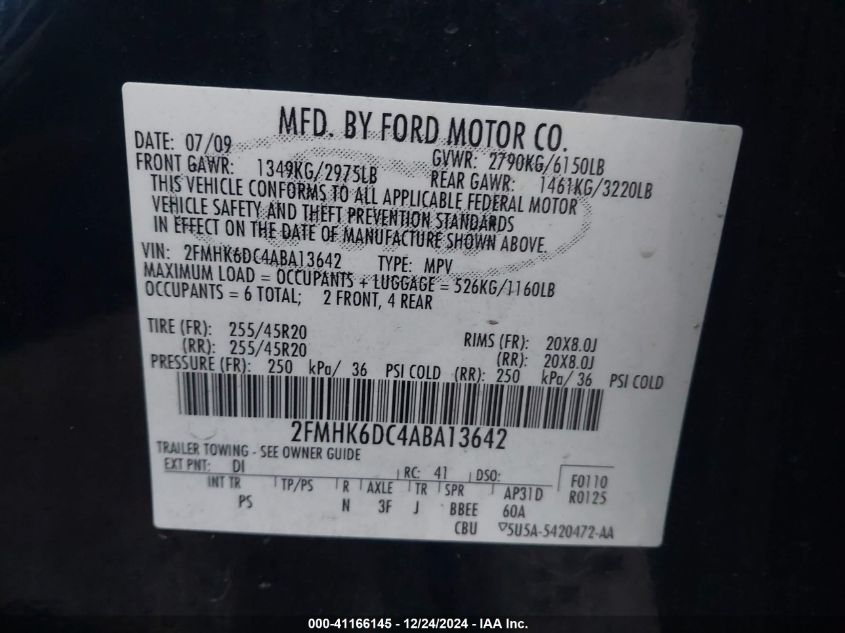 MFD. BY FORD MOTOR CO.
DATE: 07/09 GVWR: 2790KG/6150LB
FRONT GAWR: 1349KG/2975LB REAR GAWR: 1461KG/3220LB
THIS VEHICLE CONFORMS TO ALL APPLICABLE FEDERAL MOTOR
VEHICLE SAFETY AND THEFT PREVENTION STANDARDS
IN EFFECT ON THE DATE OF MANUFACTURE SHOWN ABOVE.
VIN: 2FMHK6DC4ABA13642 TYPE: MPV
MAXIMUM LOAD = OCCUPANTS + LUGGAGE = 526KG/1160LB
OCCUPANTS = 6 TOTAL; 2 FRONT, 4 REAR
TIRE (FR): 255/45R20 RIMS (FR): 20X8.0J
(RR): 255/45R20 (RR): 20X8.0J
PRESSURE (FR): 250 kPa/ 36 PSI COLD (RR): 250 kPa/ 36 PSI COLD
2FMHK6DC4ABA13642
TRAILER TOWING - SEE OWNER GUIDE
EXT PNT: DI RC: 41 DSO: F0110
INT TR TP/PS R AXLE TR SPR AP31D R0125
PS N 3F J BBEE 60A
CBU 5U5A-5420472-AA
000-41166145 - 12/24/2024 - IAA Inc.